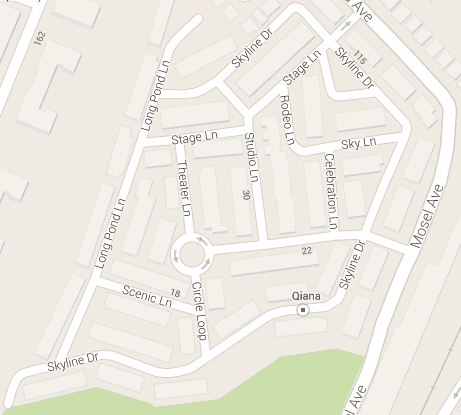 Ave
162
Skyline Dr
115
Skyline Dr
Stage Ln
Long Pond Ln
Rodeo Ln
Stage Ln
Studio Ln
Sky Ln
Theater Ln
Celebration Ln
30
Long Pond Ln
Mosel Ave
22
Skyline Dr
18
Scenic Ln
Circle Loop
Qiana
Skyline Dr
Ave